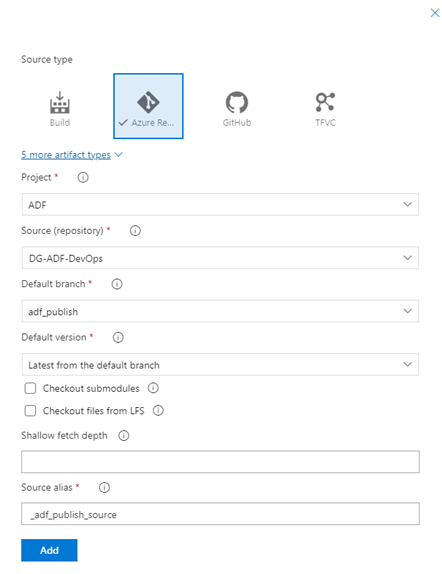 Source type
Build
Azure Re...
GitHub
TFVC
5 more artifact types
Project *
ADF
Source (repository) *
DG-ADF-DevOps
Default branch *
adf_publish
Default version *
Latest from the default branch
Checkout submodules
Checkout files from LFS
Shallow fetch depth
Source alias *
_adf_publish_source
Add